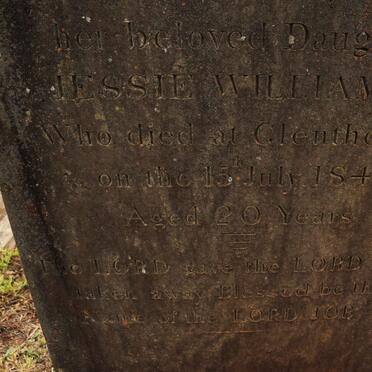 her beloved Daug
JESSIE WILLIAM
Who died at Glenthe
on the 15th July 184
Aged 20 Years
The LORD gave the LORD
taken away Blessed be th
Name of the LORD JOB